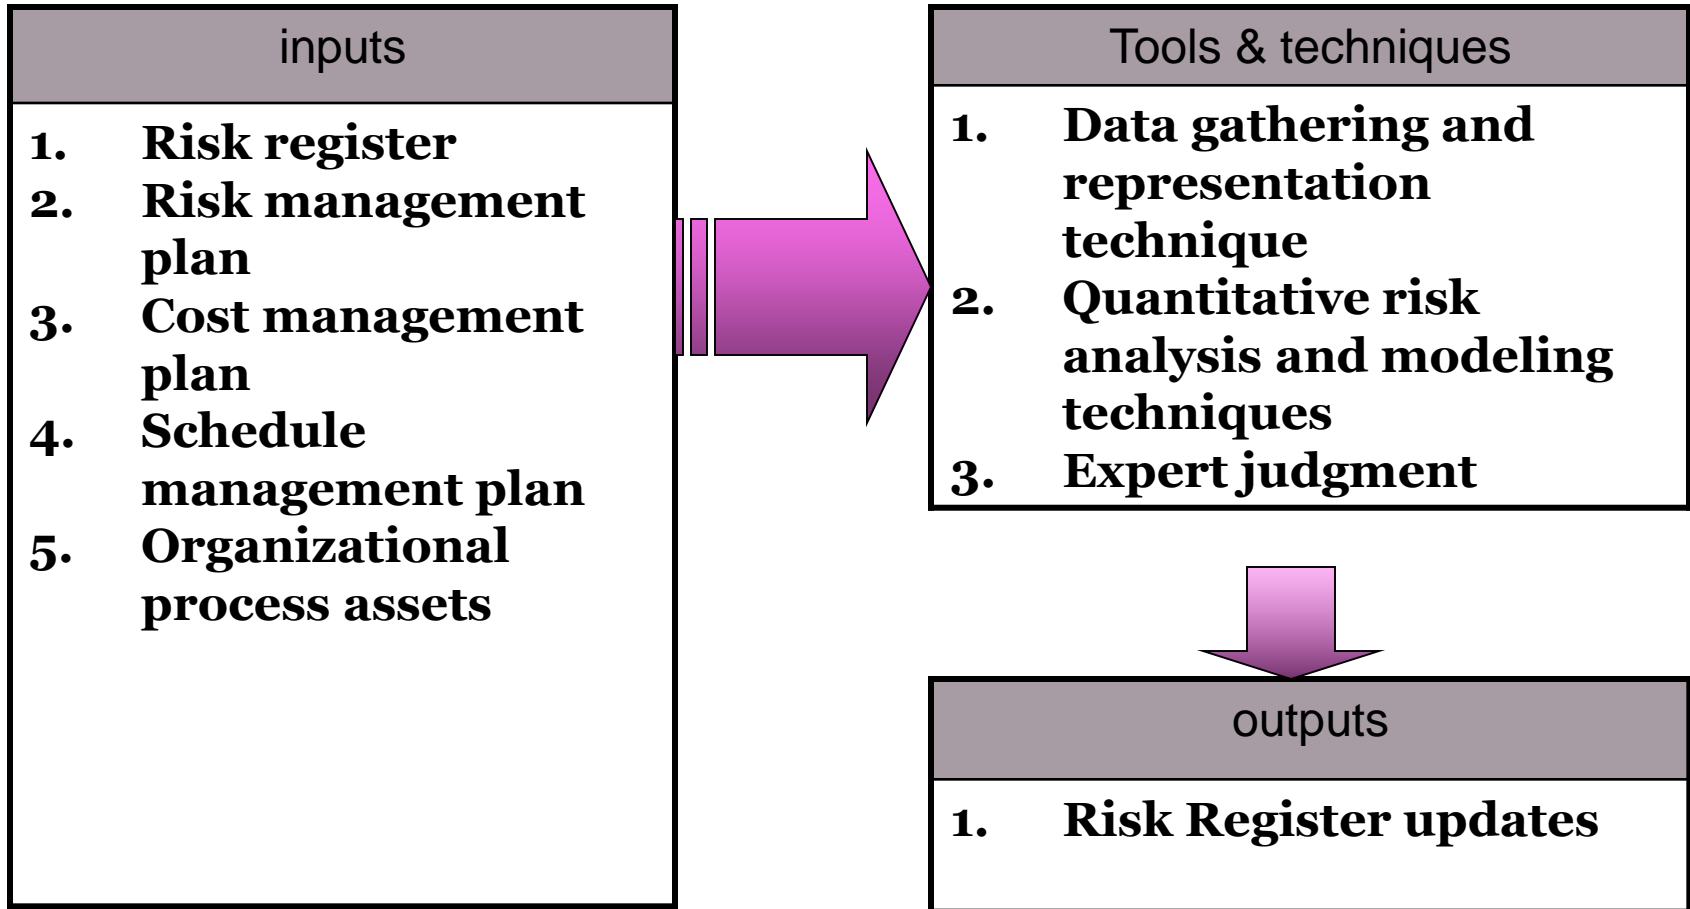 inputs
1. Risk register
2. Risk management
plan
3. Cost management
plan
4. Schedule
management plan
5. Organizational
process assets
Tools & techniques
1. Data gathering and
representation
technique
2. Quantitative risk
analysis and modeling
techniques
3. Expert judgment
outputs
1. Risk Register updates